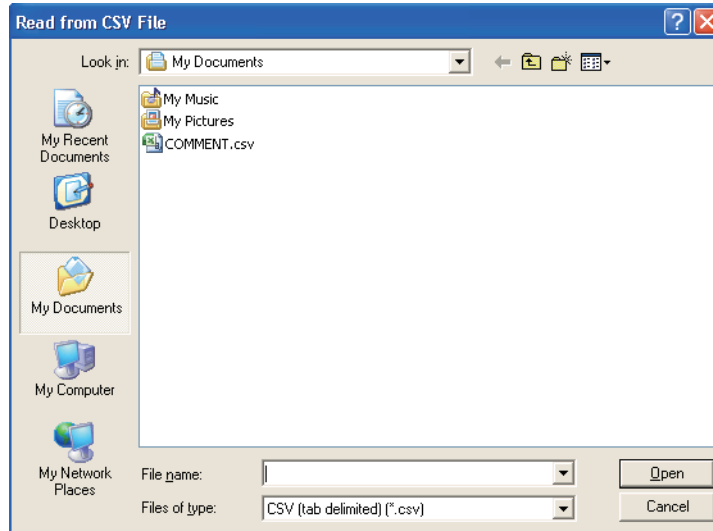 Read from CSV File
Look in: My Documents
My Music
My Pictures
COMMENT.csv
My Recent
Documents
Desktop
My Documents
My Computer
My Network
Places
File name:
Open
Files of type: CSV (tab delimited) (*.csv)
Cancel